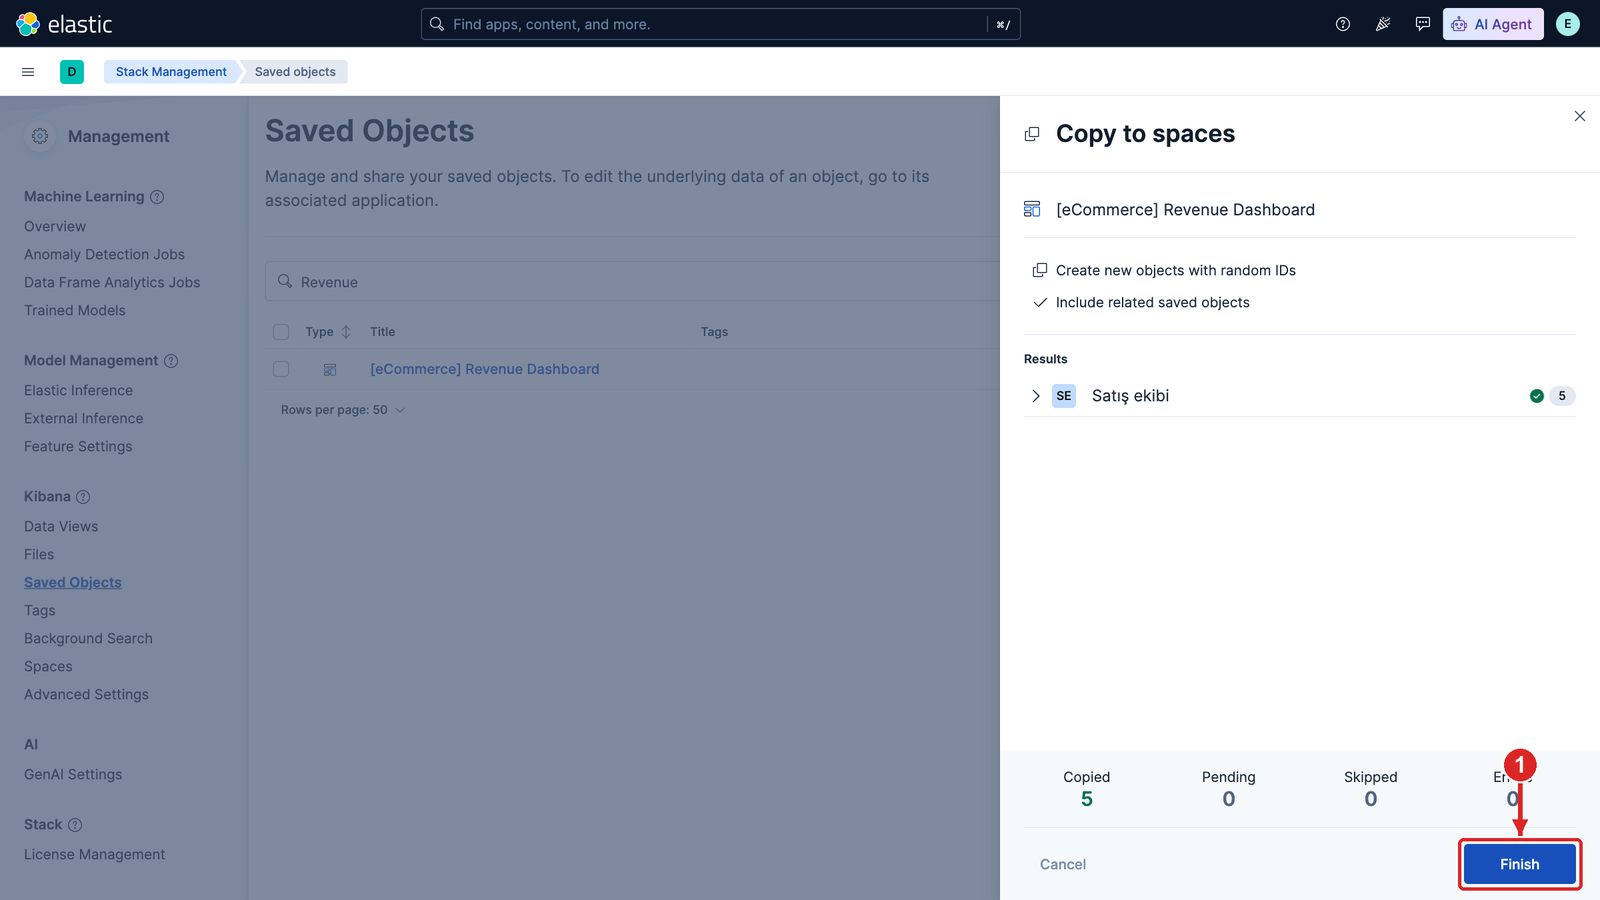 elastic
Find apps, content, and more.
⌘/
AI Agent
E
D
Stack Management
Saved objects
Management
Machine Learning
Overview
Anomaly Detection Jobs
Data Frame Analytics Jobs
Trained Models
Model Management
Elastic Inference
External Inference
Feature Settings
Kibana
Data Views
Files
Saved Objects
Tags
Background Search
Spaces
Advanced Settings
AI
GenAI Settings
Stack
License Management
Saved Objects
Manage and share your saved objects. To edit the underlying data of an object, go to its
associated application.
Revenue
Type Title Tags
[eCommerce] Revenue Dashboard
Rows per page: 50
Copy to spaces
[eCommerce] Revenue Dashboard
Create new objects with random IDs
Include related saved objects
Results
SE Satış ekibi 5
Copied Pending Skipped
5 0 0 0
1
Cancel
Finish